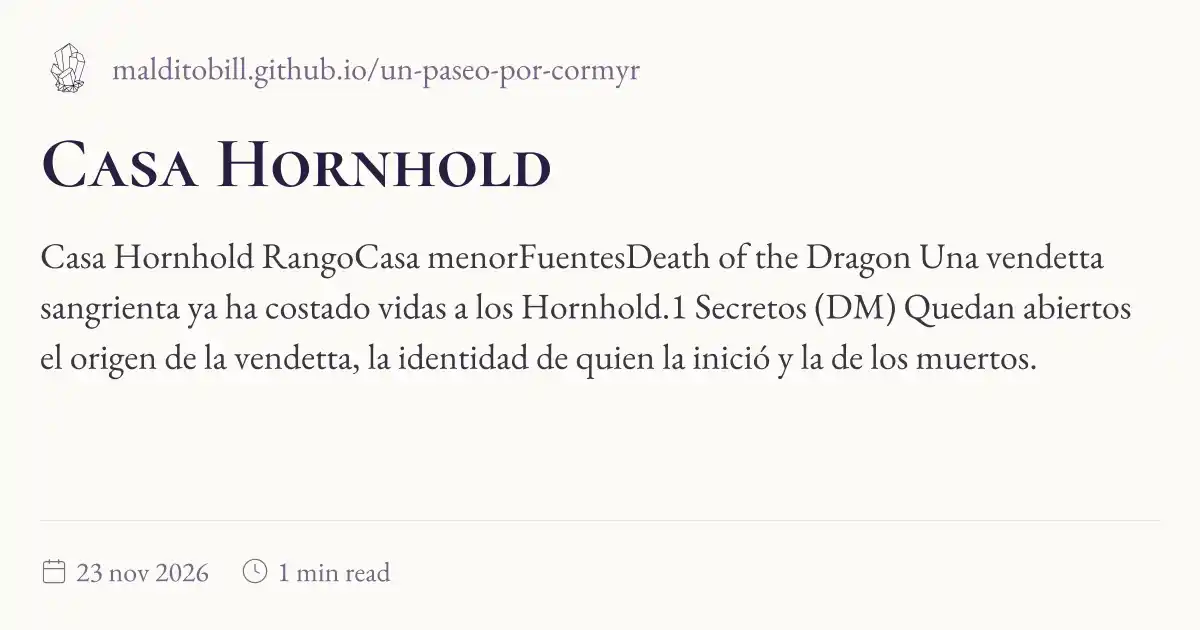 malditobill.github.io/un-paseo-por-cormyr
Casa Hornhold
Casa Hornhold RangoCasa menorFuentesDeath of the Dragon Una vendetta
sangrienta ya ha costado vidas a los Hornhold.1 Secretos (DM) Quedan abiertos
el origen de la vendetta, la identidad de quien la inició y la de los muertos.
23 nov 2026 1 min read